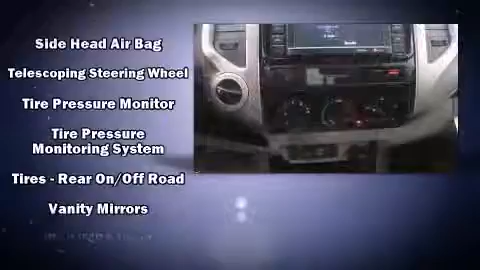 Side Head Air Bag
Telescoping Steering Wheel
Tire Pressure Monitor
Tire Pressure
Monitoring System
Tires - Rear On/Off Road
Vanity Mirrors